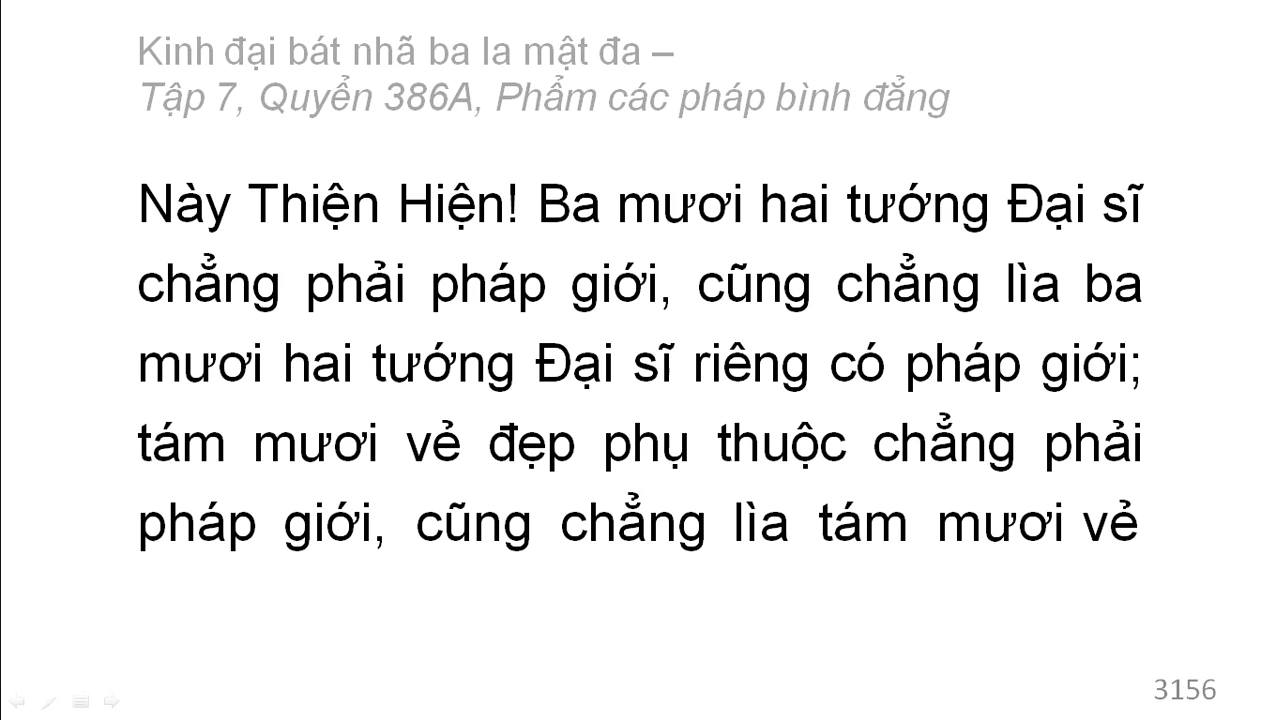 Kinh đại bát nhã ba la mật đa –
Tập 7, Quyển 386A, Phẩm các pháp bình đẳng
Này Thiện Hiện! Ba mươi hai tướng Đại sĩ
chẳng phải pháp giới, cũng chẳng lìa ba
mươi hai tướng Đại sĩ riêng có pháp giới;
tám mươi vẻ đẹp phụ thuộc chẳng phải
pháp giới, cũng chẳng lìa tám mươi vẻ
3156